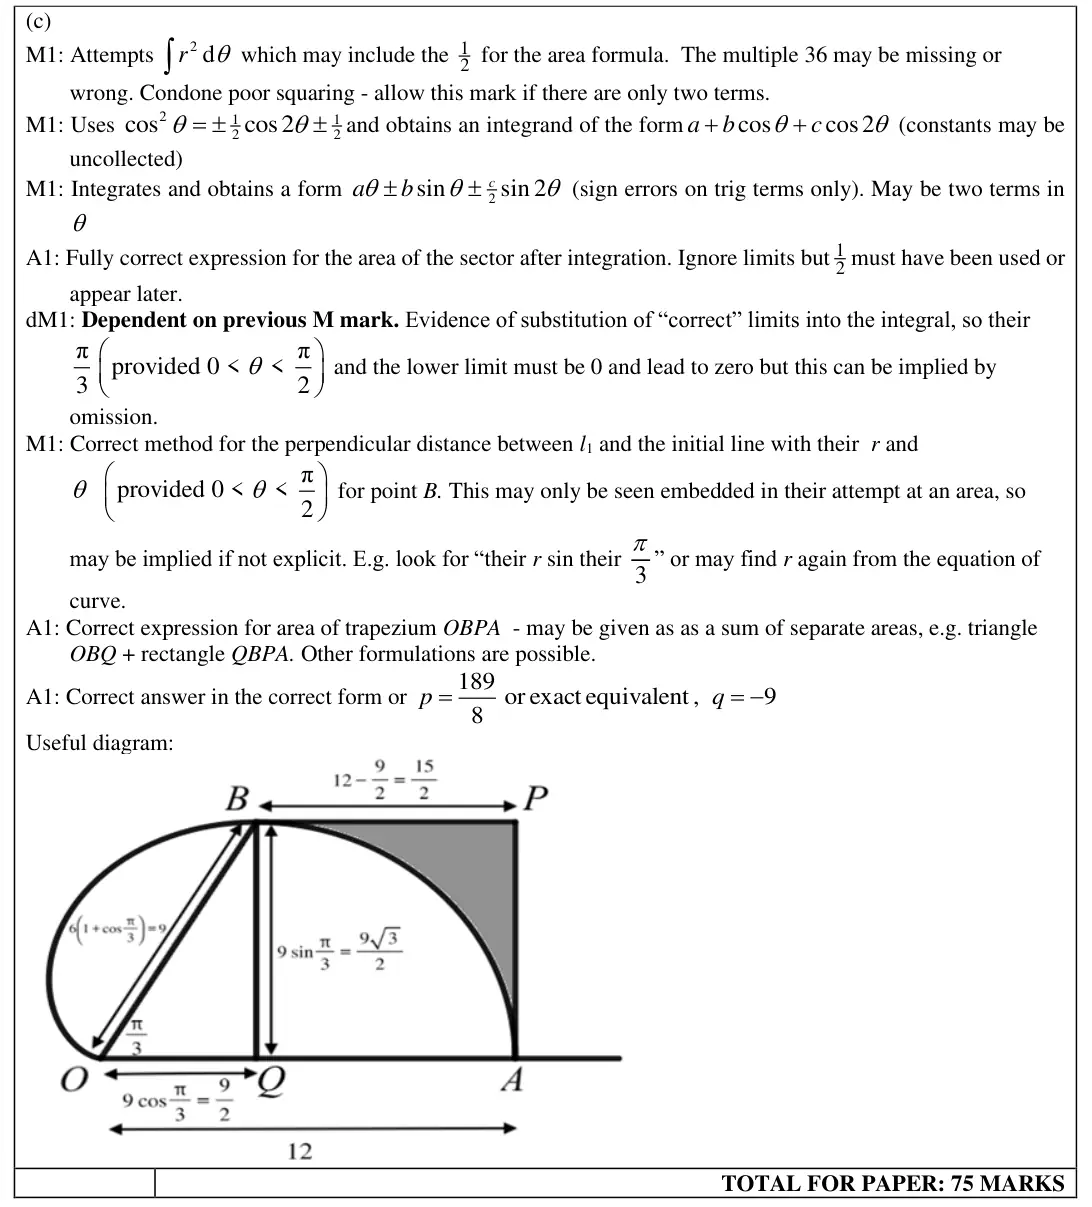 (c)
M1: Attempts ∫ r² dθ which may include the 1/2 for the area formula. The multiple 36 may be missing or
wrong. Condone poor squaring - allow this mark if there are only two terms.
M1: Uses cos² θ = ± 1/2 cos 2θ ± 1/2 and obtains an integrand of the form a + b cos θ + c cos 2θ (constants may be
uncollected)
M1: Integrates and obtains a form aθ ± b sin θ ± c/2 sin 2θ (sign errors on trig terms only). May be two terms in
θ
A1: Fully correct expression for the area of the sector after integration. Ignore limits but 1/2 must have been used or
appear later.
dM1: Dependent on previous M mark. Evidence of substitution of “correct” limits into the integral, so their
π/3 (provided 0 < θ < π/2) and the lower limit must be 0 and lead to zero but this can be implied by
omission.
M1: Correct method for the perpendicular distance between l₁ and the initial line with their r and
θ (provided 0 < θ < π/2) for point B. This may only be seen embedded in their attempt at an area, so
may be implied if not explicit. E.g. look for “their r sin their π/3” or may find r again from the equation of
curve.
A1: Correct expression for area of trapezium OBPA - may be given as as a sum of separate areas, e.g. triangle
OBQ + rectangle QBPA. Other formulations are possible.
A1: Correct answer in the correct form or p = 189/8 or exact equivalent , q = −9
Useful diagram:
12 − 9/2 = 15/2
B P
6(1 + cos π/3) = 9
9 sin π/3 = 9√3/2
π/3
O Q A
9 cos π/3 = 9/2
12
TOTAL FOR PAPER: 75 MARKS